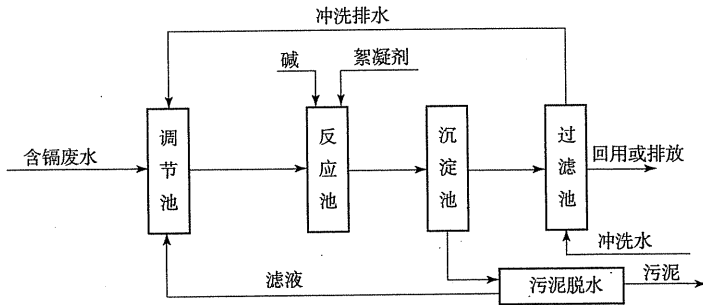 冲洗排水
碱
絮凝剂
含镉废水
调节池
反应池
沉淀池
过滤池
回用或排放
冲洗水
滤液
污泥脱水
污泥